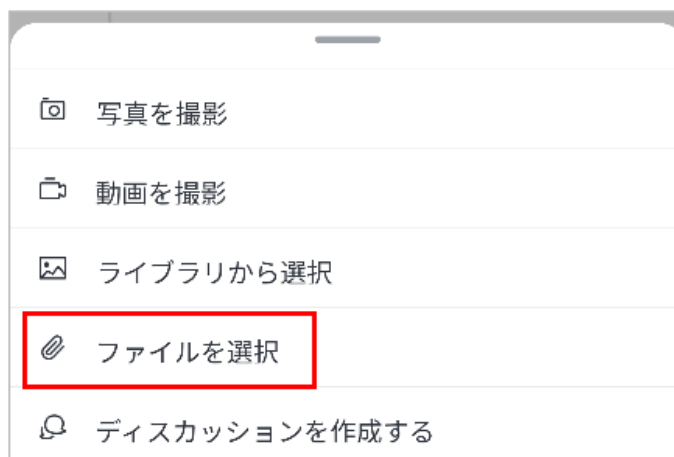 写真を撮影
動画を撮影
ライブラリから選択
ファイルを選択
ディスカッションを作成する